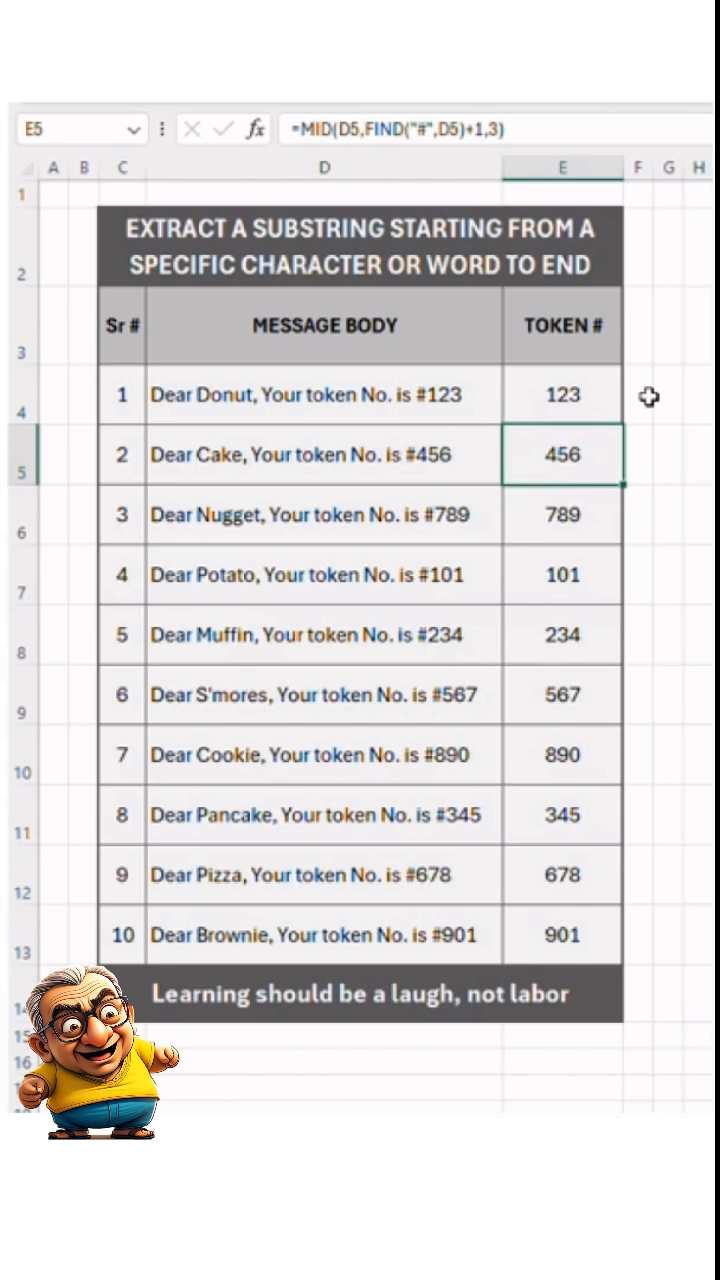 E5 fx =MID(D5,FIND("#",D5)+1,3)
A B C D E F G H
1
EXTRACT A SUBSTRING STARTING FROM A
2 SPECIFIC CHARACTER OR WORD TO END
3 Sr # MESSAGE BODY TOKEN #
4 1 Dear Donut, Your token No. is #123 123
5 2 Dear Cake, Your token No. is #456 456
6 3 Dear Nugget, Your token No. is #789 789
7 4 Dear Potato, Your token No. is #101 101
8 5 Dear Muffin, Your token No. is #234 234
9 6 Dear S'mores, Your token No. is #567 567
10 7 Dear Cookie, Your token No. is #890 890
11 8 Dear Pancake, Your token No. is #345 345
12 9 Dear Pizza, Your token No. is #678 678
13 10 Dear Brownie, Your token No. is #901 901
Learning should be a laugh, not labor
15
16